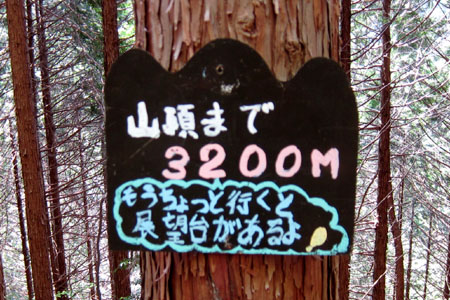 山頂まで
3200M
もうちょっと行くと
展望台があるよ